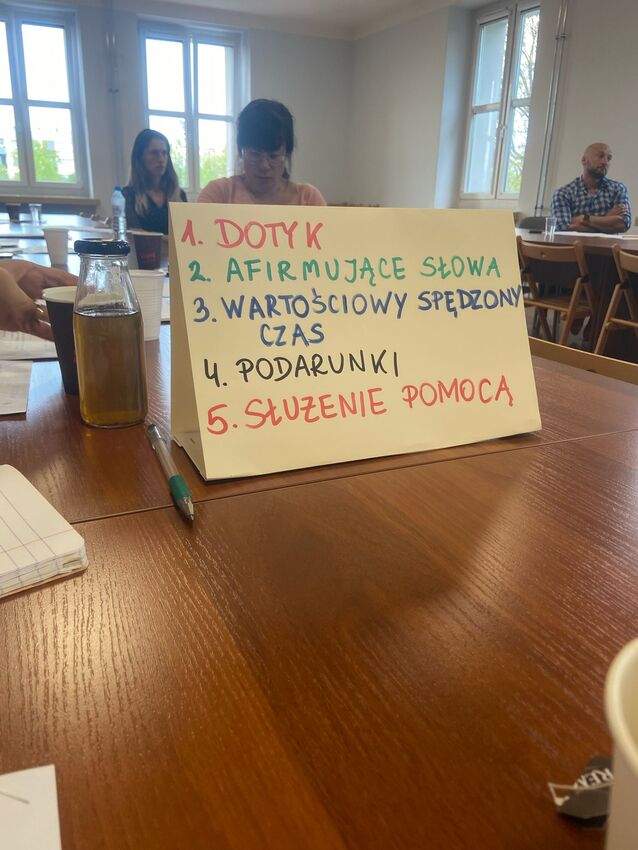 1. DOTYK
2. AFIRMUJĄCE SŁOWA
3. WARTOŚCIOWY SPĘDZONY
CZAS
4. PODARUNKI
5. SŁUŻENIE POMOCĄ